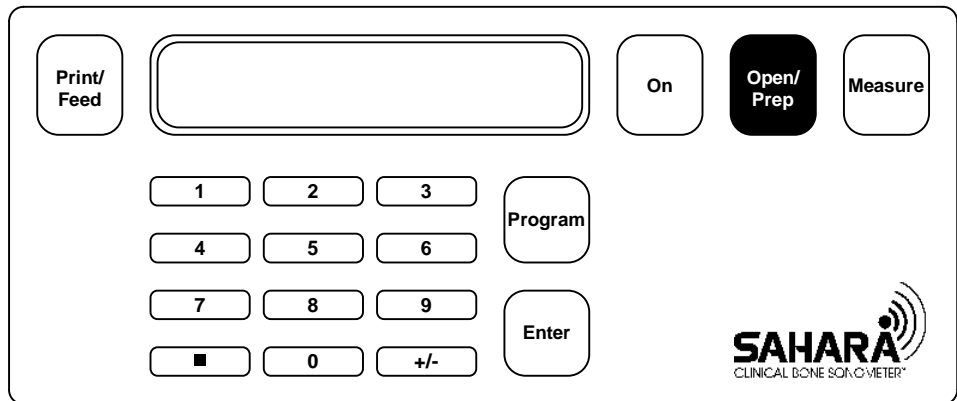 Print/
Feed
On
Open/
Prep
Measure
1 2 3
Program
4 5 6
7 8 9
Enter
0 +/-
SAHARA
CLINICAL BONE SONOMETER